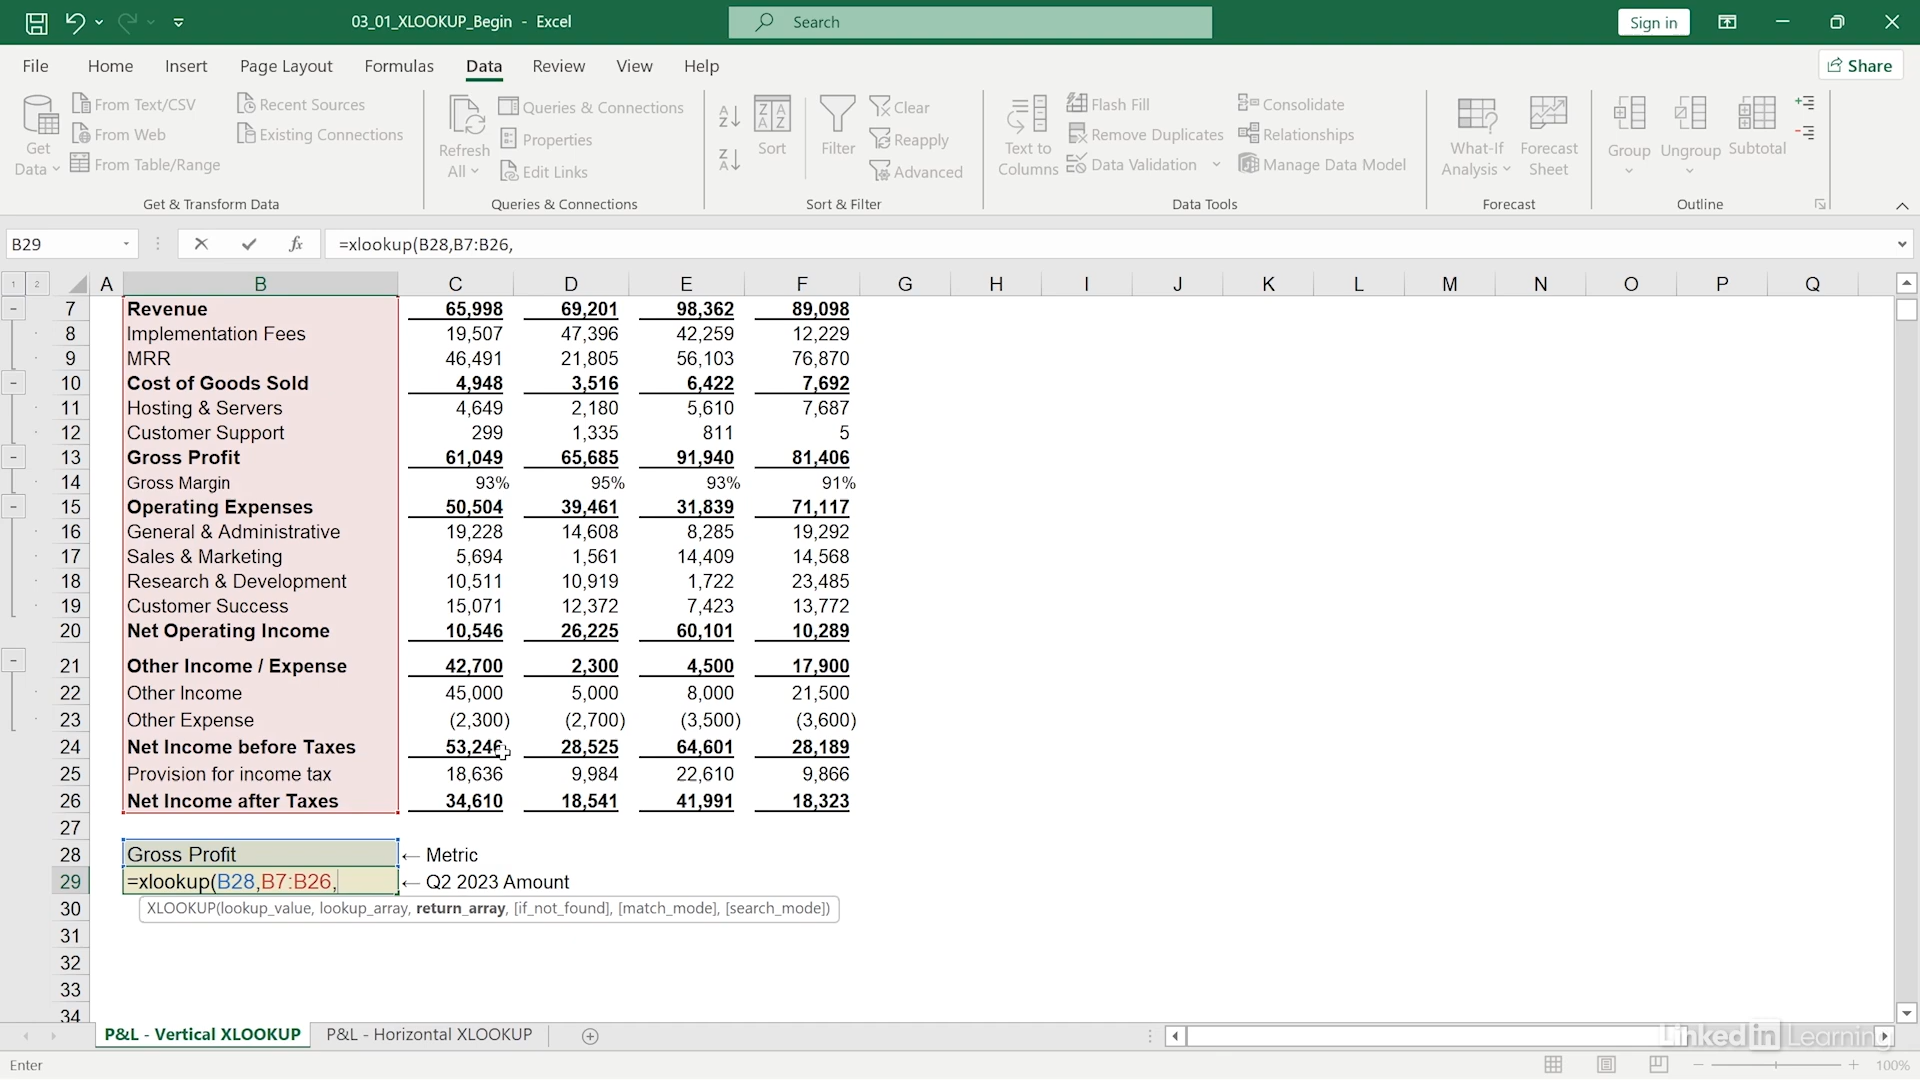 03_01_XLOOKUP_Begin - Excel
Search
Sign in
File Home Insert Page Layout Formulas Data Review View Help
Share
Get Data
From Text/CSV
From Web
From Table/Range
Recent Sources
Existing Connections
Get & Transform Data
Refresh All
Queries & Connections
Properties
Edit Links
Queries & Connections
Sort
Filter
Clear
Reapply
Advanced
Sort & Filter
Text to Columns
Flash Fill
Remove Duplicates
Data Validation
Consolidate
Relationships
Manage Data Model
Data Tools
What-If Analysis
Forecast Sheet
Forecast
Group
Ungroup
Subtotal
Outline
B29
fx
=xlookup(B28,B7:B26,
1 2
A B C D E F G H I J K L M N O P Q
7 Revenue 65,998 69,201 98,362 89,098
8 Implementation Fees 19,507 47,396 42,259 12,229
9 MRR 46,491 21,805 56,103 76,870
10 Cost of Goods Sold 4,948 3,516 6,422 7,692
11 Hosting & Servers 4,649 2,180 5,610 7,687
12 Customer Support 299 1,335 811 5
13 Gross Profit 61,049 65,685 91,940 81,406
14 Gross Margin 93% 95% 93% 91%
15 Operating Expenses 50,504 39,461 31,839 71,117
16 General & Administrative 19,228 14,608 8,285 19,292
17 Sales & Marketing 5,694 1,561 14,409 14,568
18 Research & Development 10,511 10,919 1,722 23,485
19 Customer Success 15,071 12,372 7,423 13,772
20 Net Operating Income 10,546 26,225 60,101 10,289
21 Other Income / Expense 42,700 2,300 4,500 17,900
22 Other Income 45,000 5,000 8,000 21,500
23 Other Expense (2,300) (2,700) (3,500) (3,600)
24 Net Income before Taxes 53,246 28,525 64,601 28,189
25 Provision for income tax 18,636 9,984 22,610 9,866
26 Net Income after Taxes 34,610 18,541 41,991 18,323
27
28 Gross Profit ← Metric
29 =xlookup(B28,B7:B26, ← Q2 2023 Amount
30
XLOOKUP(lookup_value, lookup_array, return_array, [if_not_found], [match_mode], [search_mode])
31
32
33
34
P&L - Vertical XLOOKUP P&L - Horizontal XLOOKUP
LinkedIn Learning
Enter
100%